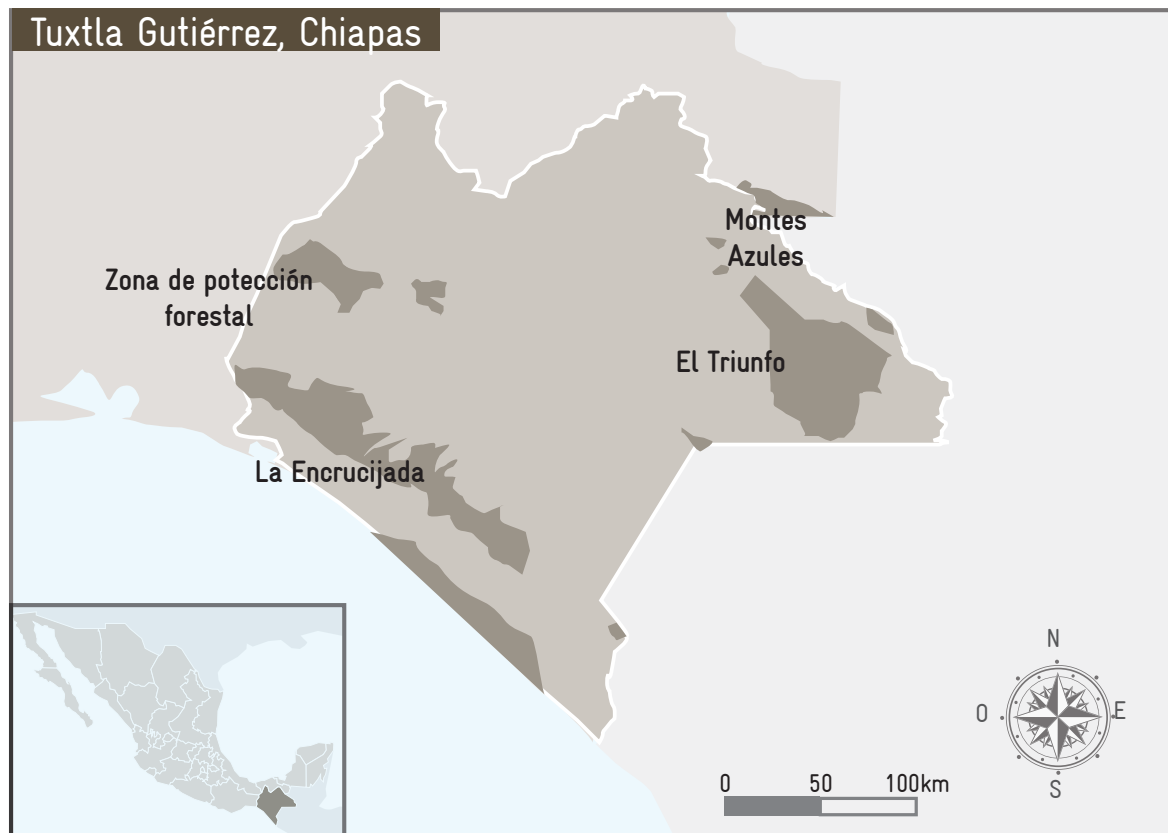 Tuxtla Gutiérrez, Chiapas
Montes
Azules
Zona de potección
forestal
El Triunfo
La Encrucijada
N
O
E
S
0 50 100km